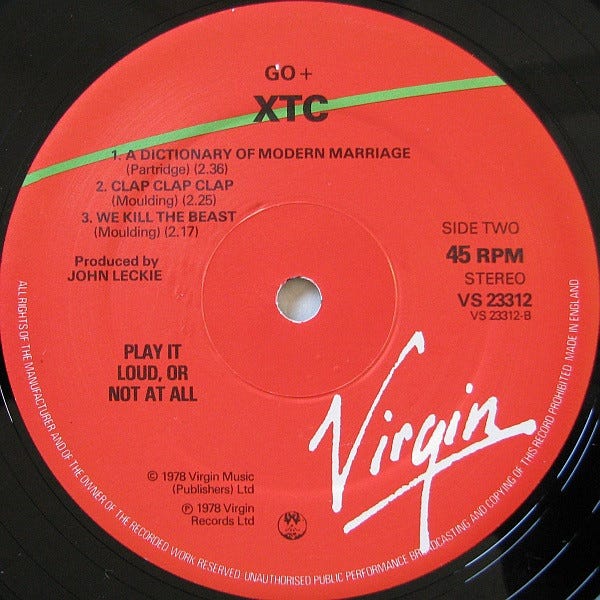 GO +
XTC
1. A DICTIONARY OF MODERN MARRIAGE
(Partridge) (2.36)
2. CLAP CLAP CLAP
(Moulding) (2.25)
3. WE KILL THE BEAST
(Moulding) (2.17)
Produced by
JOHN LECKIE
SIDE TWO
45 RPM
STEREO
VS 23312
VS 23312-B
PLAY IT
LOUD, OR
NOT AT ALL
Virgin
© 1978 Virgin Music
(Publishers) Ltd
℗ 1978 Virgin
Records Ltd
ALL RIGHTS OF THE MANUFACTURER AND OF THE OWNER OF THE RECORDED WORK RESERVED · UNAUTHORISED PUBLIC PERFORMANCE BROADCASTING AND COPYING OF THIS RECORD PROHIBITED MADE IN ENGLAND